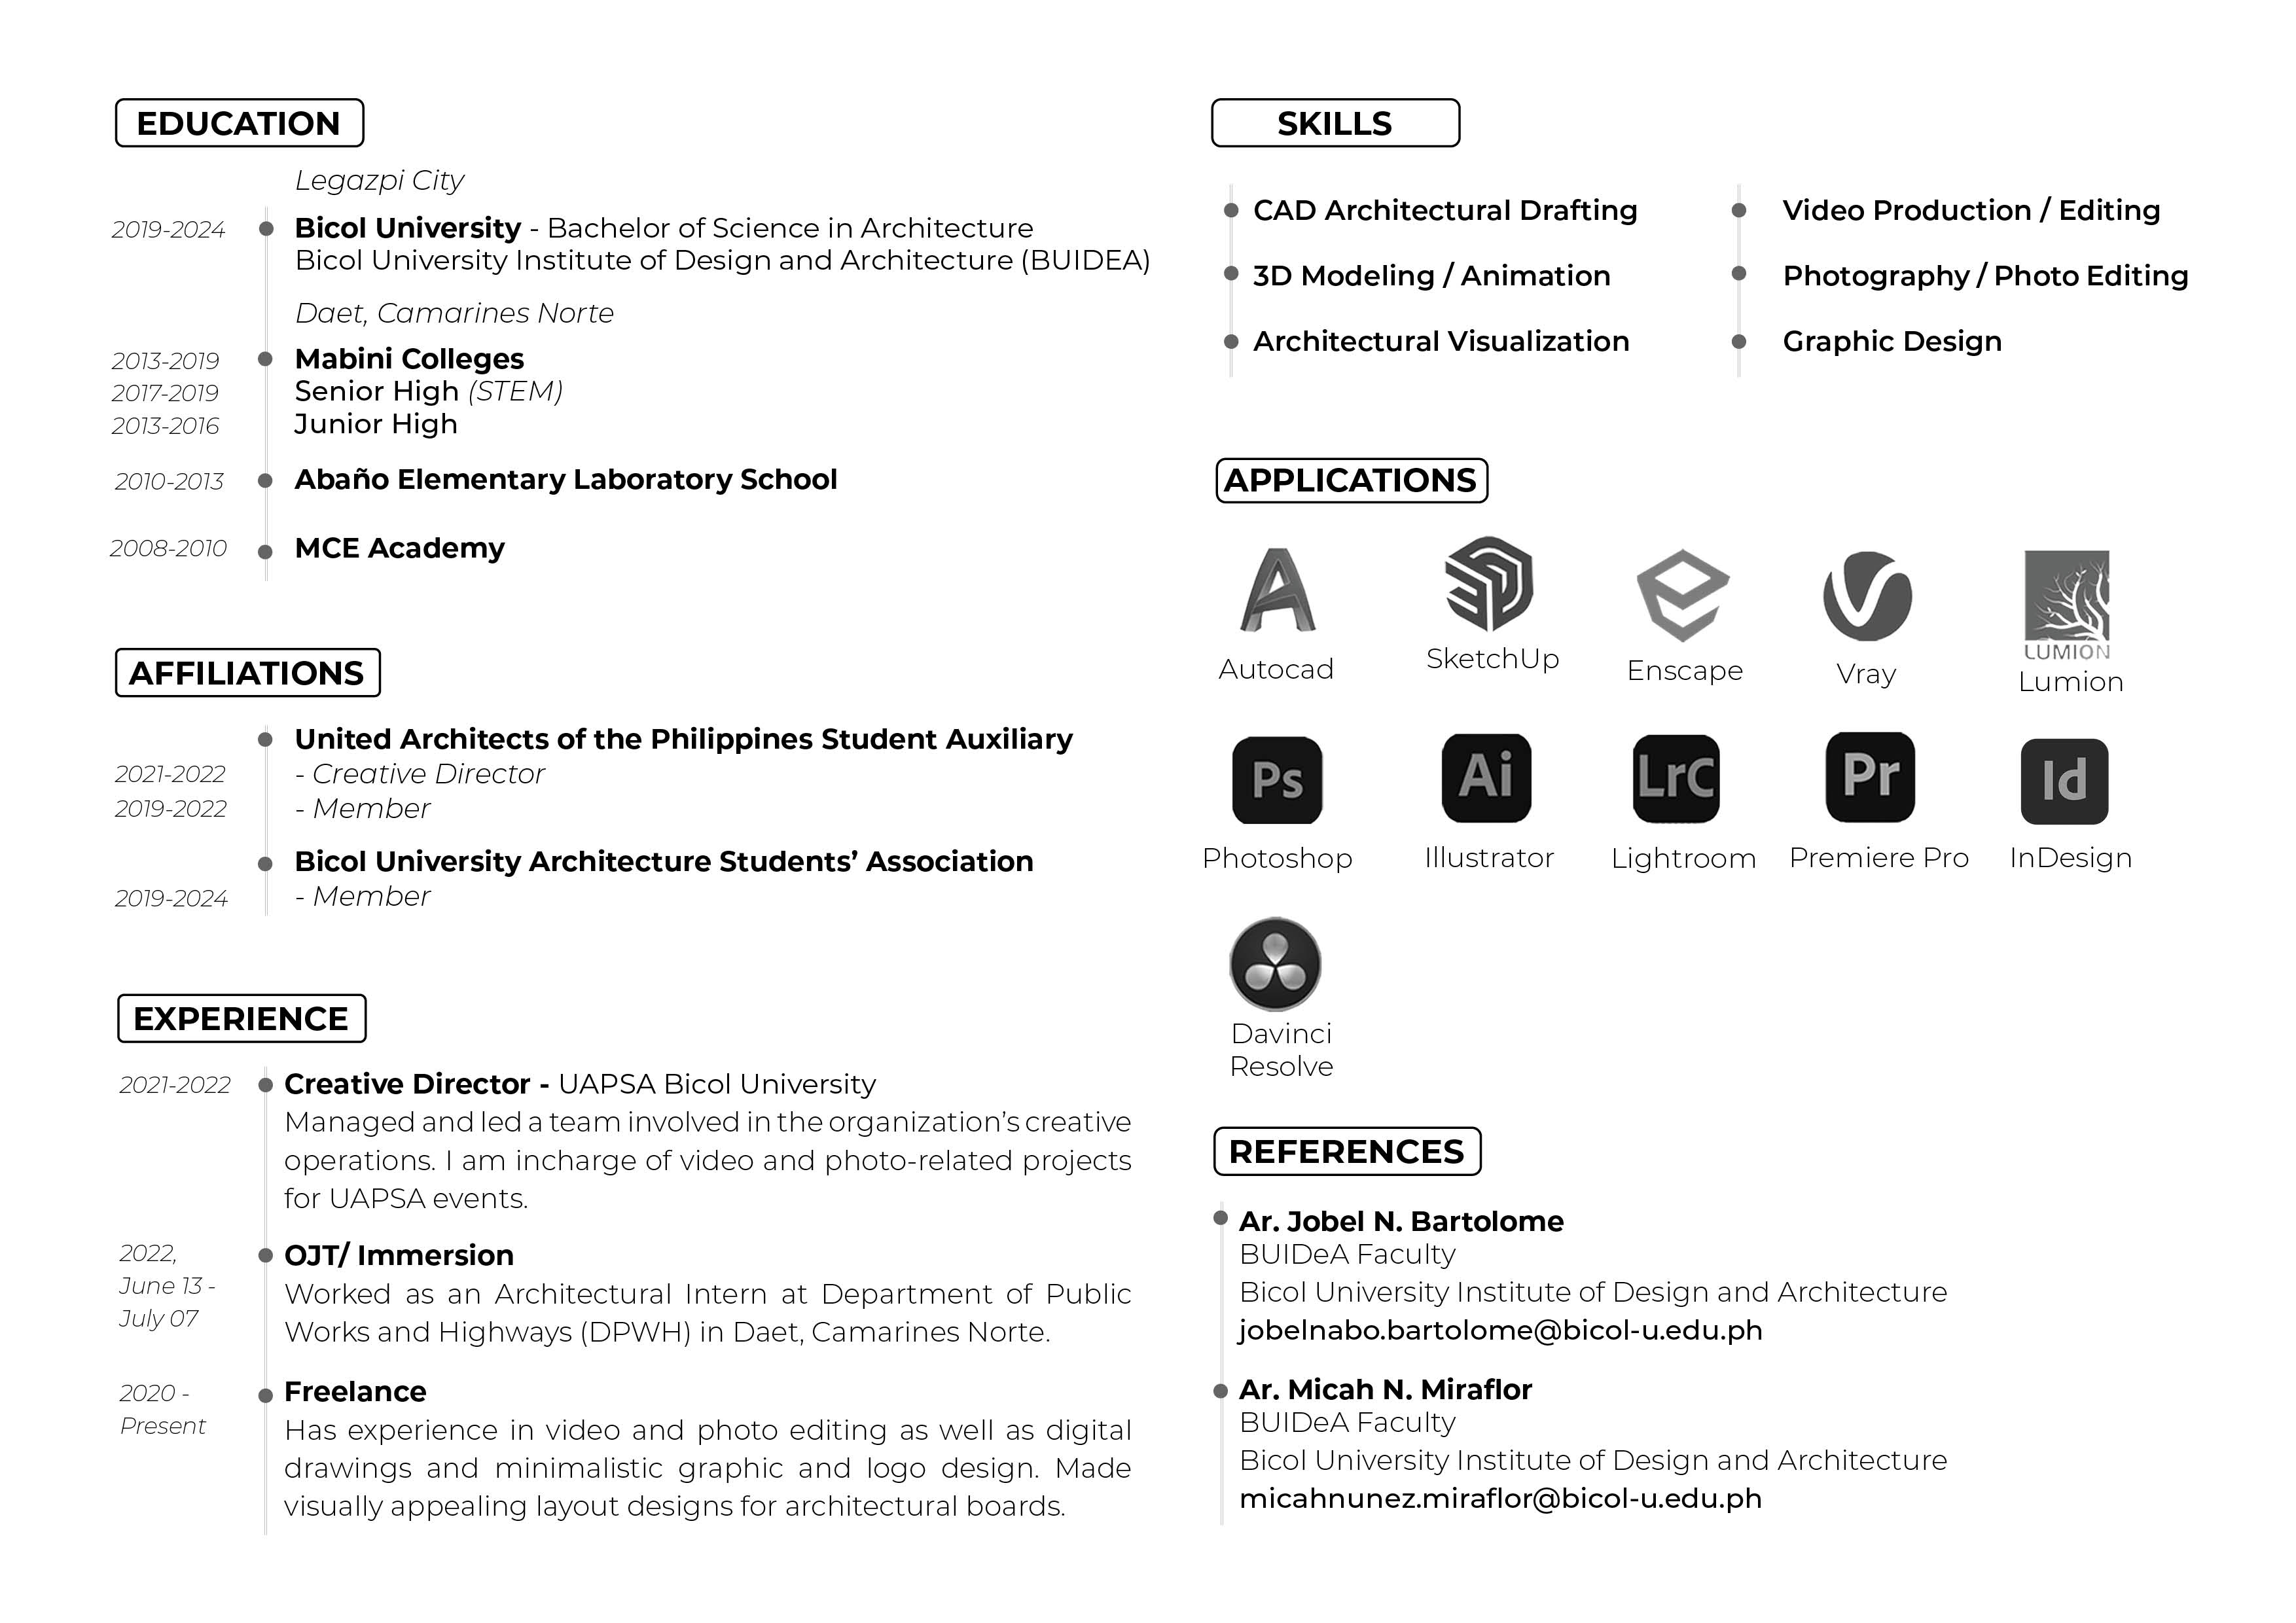 EDUCATION
Legazpi City
2019-2024 Bicol University - Bachelor of Science in Architecture
Bicol University Institute of Design and Architecture (BUIDEA)
Daet, Camarines Norte
2013-2019 Mabini Colleges
2017-2019 Senior High (STEM)
2013-2016 Junior High
2010-2013 Abaño Elementary Laboratory School
2008-2010 MCE Academy
AFFILIATIONS
United Architects of the Philippines Student Auxiliary
2021-2022 - Creative Director
2019-2022 - Member
Bicol University Architecture Students’ Association
2019-2024 - Member
EXPERIENCE
2021-2022 Creative Director - UAPSA Bicol University
Managed and led a team involved in the organization’s creative
operations. I am incharge of video and photo-related projects
for UAPSA events.
2022,
June 13 -
July 07
OJT/ Immersion
Worked as an Architectural Intern at Department of Public
Works and Highways (DPWH) in Daet, Camarines Norte.
2020 -
Present
Freelance
Has experience in video and photo editing as well as digital
drawings and minimalistic graphic and logo design. Made
visually appealing layout designs for architectural boards.
SKILLS
CAD Architectural Drafting
3D Modeling / Animation
Architectural Visualization
Video Production / Editing
Photography / Photo Editing
Graphic Design
APPLICATIONS
LUMION
Autocad SketchUp Enscape Vray Lumion
Ps Ai LrC Pr Id
Photoshop Illustrator Lightroom Premiere Pro InDesign
Davinci
Resolve
REFERENCES
Ar. Jobel N. Bartolome
BUIDeA Faculty
Bicol University Institute of Design and Architecture
jobelnabo.bartolome@bicol-u.edu.ph
Ar. Micah N. Miraflor
BUIDeA Faculty
Bicol University Institute of Design and Architecture
micahnunez.miraflor@bicol-u.edu.ph